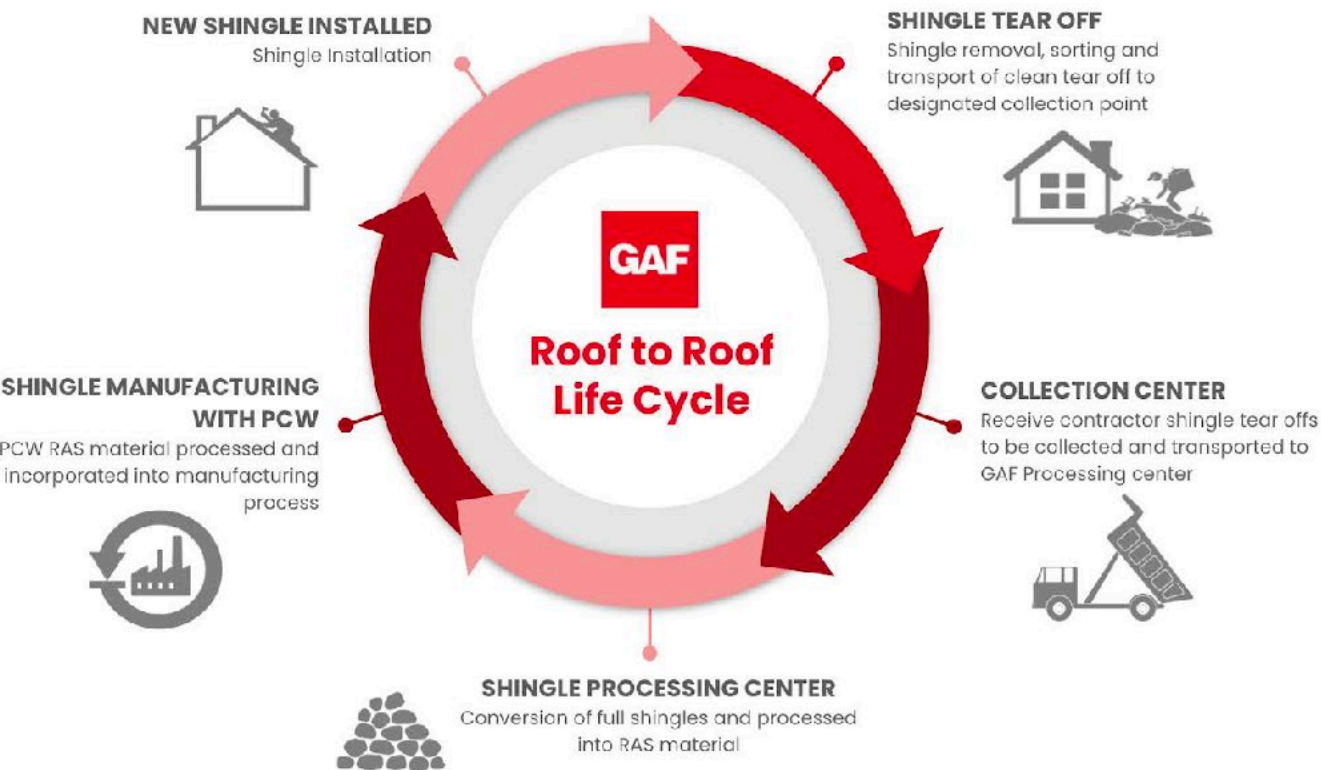 NEW SHINGLE INSTALLED
Shingle Installation
SHINGLE TEAR OFF
Shingle removal, sorting and
transport of clean tear off to
designated collection point
GAF
Roof to Roof
Life Cycle
SHINGLE MANUFACTURING
WITH PCW
PCW RAS material processed and
incorporated into manufacturing
process
COLLECTION CENTER
Receive contractor shingle tear offs
to be collected and transported to
GAF Processing center
SHINGLE PROCESSING CENTER
Conversion of full shingles and processed
into RAS material